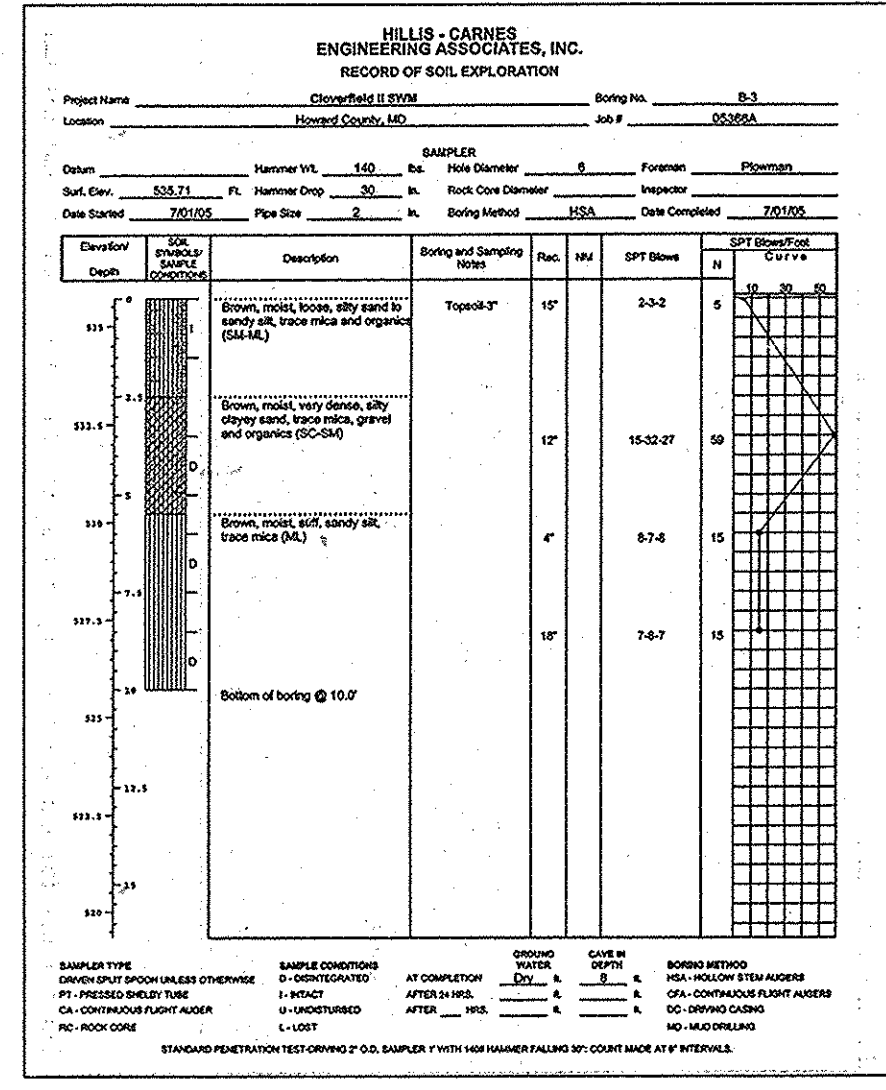 HILLIS - CARNES
ENGINEERING ASSOCIATES, INC.
RECORD OF SOIL EXPLORATION
Project Name Cloverfield II SWM Boring No. B-3
Location Howard County, MD Job # 05366A
SAMPLER
Datum Hammer Wt. 140 lbs. Hole Diameter 6 Foreman Plowman
Surf. Elev. 535.71 Ft. Hammer Drop 30 in. Rock Core Diameter Inspector
Date Started 7/01/05 Pipe Size 2 in. Boring Method HSA Date Completed 7/01/05
Elevation/ Depth SOIL SYMBOLS/ SAMPLE CONDITIONS Description Boring and Sampling Notes Rec. NM SPT Blows SPT Blows/Foot
N Curve
10 30 50
0 Brown, moist, loose, silty sand to Topsoil-3" 15" 2-3-2 5
535 I sandy silt, trace mica and organics
(SM-ML)
2.5 Brown, moist, very dense, silty
532.5 clayey sand, trace mica, gravel
and organics (SC-SM) 12" 15-32-27 59
D
5
530 Brown, moist, stiff, sandy silt,
trace mica (ML) 4" 8-7-8 15
D
7.5
527.5 18" 7-8-7 15
D
10 Bottom of boring @ 10.0'
525
12.5
15
520
SAMPLER TYPE SAMPLE CONDITIONS GROUND WATER CAVE IN DEPTH BORING METHOD
DRIVEN SPLIT SPOON UNLESS OTHERWISE D - DISINTEGRATED AT COMPLETION Dry ft. 8 ft. HSA - HOLLOW STEM AUGERS
PT - PRESSED SHELBY TUBE I - INTACT AFTER 24 HRS. ft. ft. CFA - CONTINUOUS FLIGHT AUGERS
CA - CONTINUOUS FLIGHT AUGER U - UNDISTURBED AFTER HRS. ft. ft. DC - DRIVING CASING
RC - ROCK CORE L - LOST MD - MUD DRILLING
STANDARD PENETRATION TEST-DRIVING 2" O.D. SAMPLER 1' WITH 140# HAMMER FALLING 30": COUNT MADE AT 6" INTERVALS.